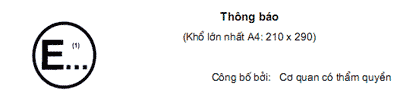 Thông báo
(Khổ lớn nhất A4: 210 x 290)
E...
(1)
Công bố bởi: Cơ quan có thẩm quyền